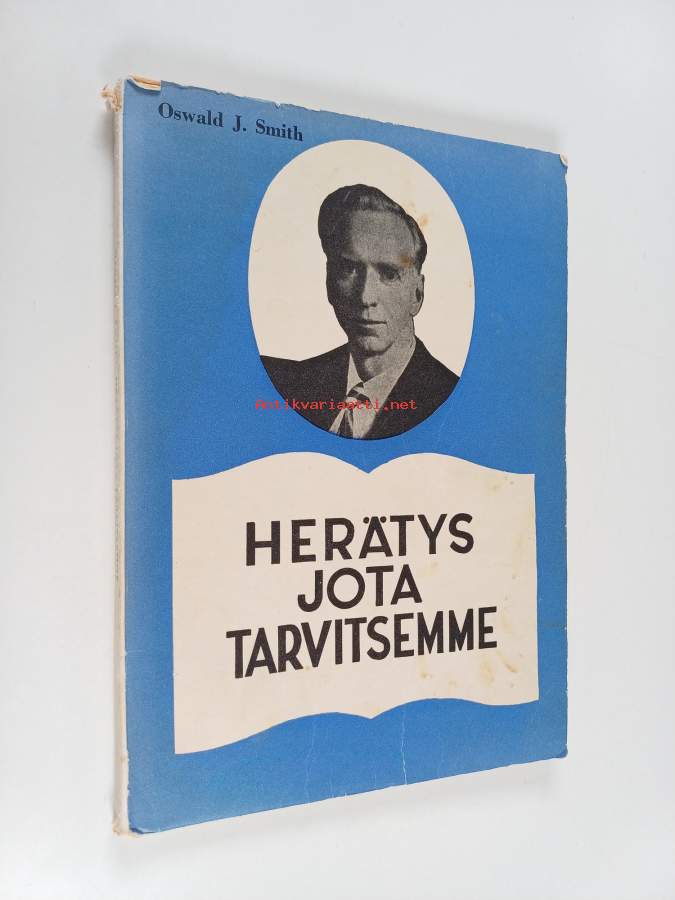 Oswald J. Smith
Antikvariaatti.net
HERÄTYS
JOTA
TARVITSEMME